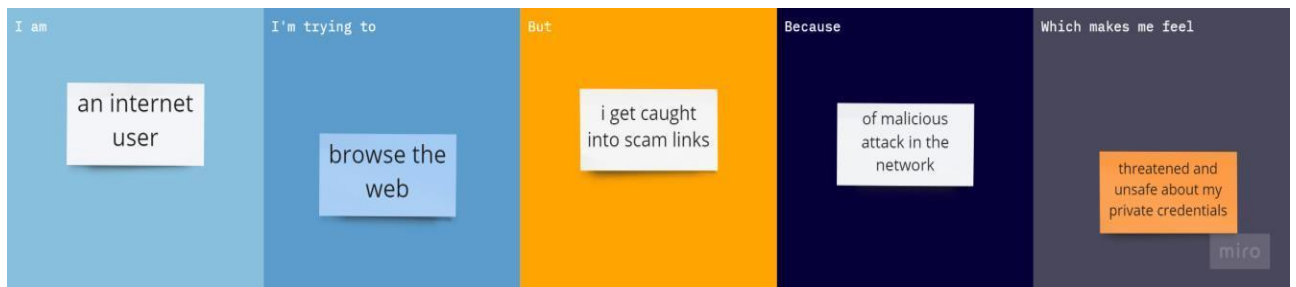 I am
an internet
user
I'm trying to
browse the
web
But
i get caught
into scam links
Because
of malicious
attack in the
network
Which makes me feel
threatened and
unsafe about my
private credentials
miro